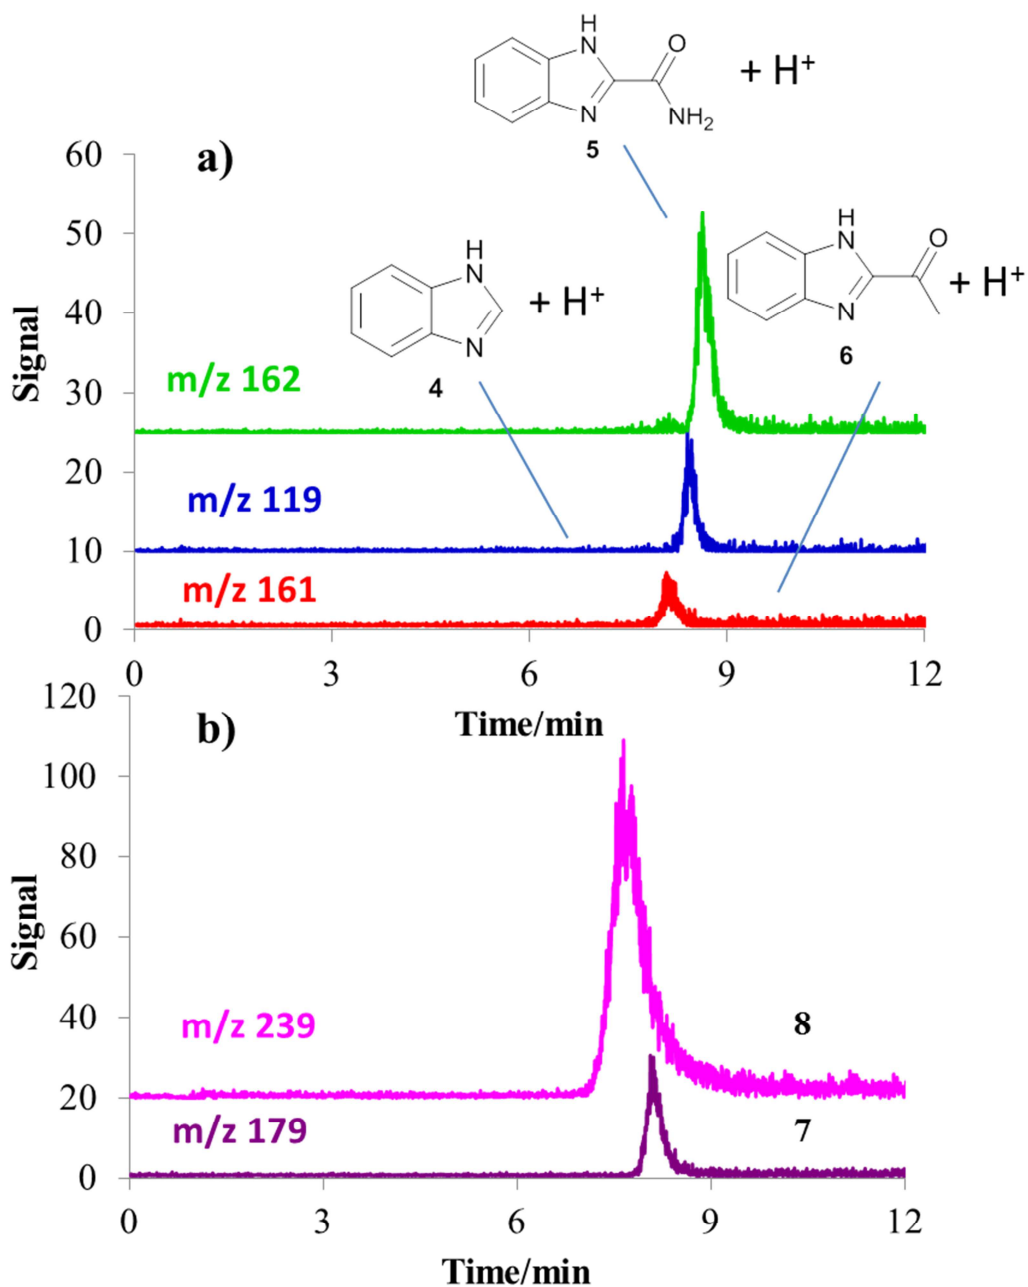 H
N
O
N
NH2
+ H+
5
a)
60
50
40
30
20
10
0
Signal
H
N
N
+ H+
4
H
N
O
N
+ H+
6
m/z 162
m/z 119
m/z 161
0 3 6 9 12
Time/min
b)
120
100
80
60
40
20
0
Signal
m/z 239
8
m/z 179
7
0 3 6 9 12
Time/min